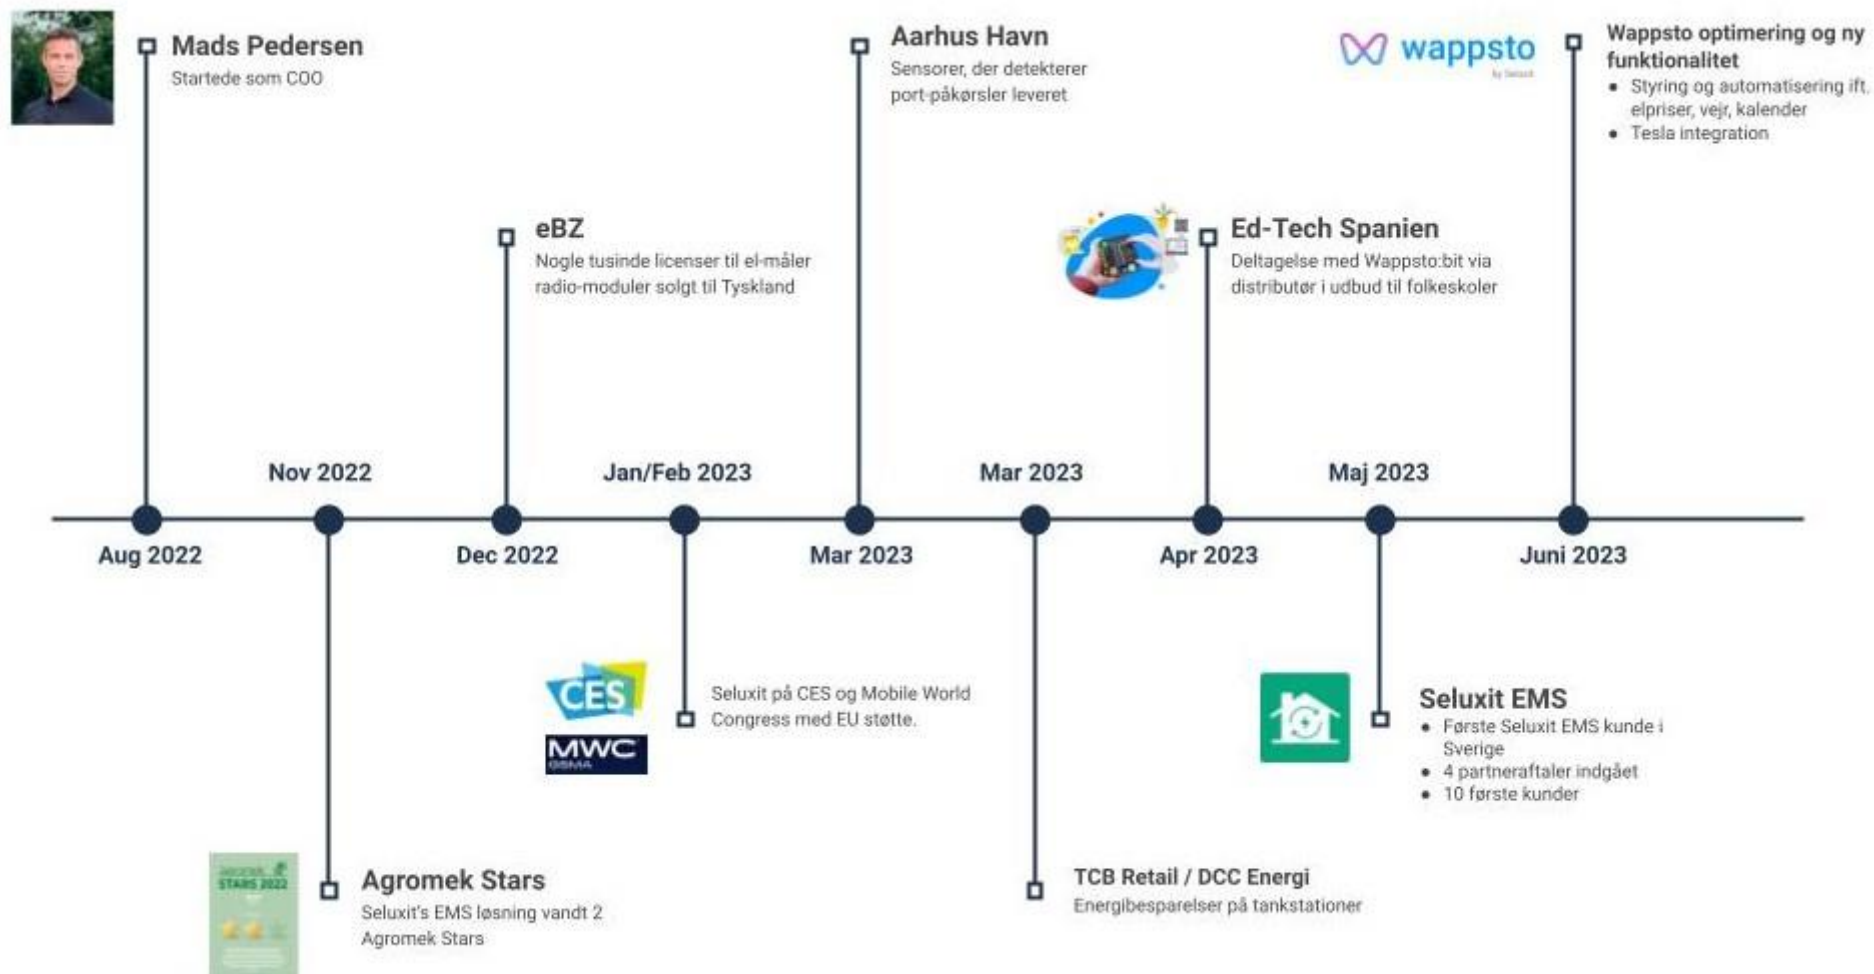 Mads Pedersen
Startede som COO
Aarhus Havn
Sensorer, der detekterer
port-påkørsler leveret
wappsto
by Seluxit
Wappsto optimering og ny
funktionalitet
● Styring og automatisering ift.
elpriser, vejr, kalender
● Tesla integration
eBZ
Nogle tusinde licenser til el-måler
radio-moduler solgt til Tyskland
Ed-Tech Spanien
Deltagelse med Wappsto:bit via
distributør i udbud til folkeskoler
Nov 2022
Jan/Feb 2023
Mar 2023
Maj 2023
Aug 2022
Dec 2022
Mar 2023
Apr 2023
Juni 2023
CES
MWC
GSMA
Seluxit på CES og Mobile World
Congress med EU støtte.
Seluxit EMS
● Første Seluxit EMS kunde i
Sverige
● 4 partneraftaler indgået
● 10 første kunder
STARS 2022
Agromek Stars
Seluxit's EMS løsning vandt 2
Agromek Stars
TCB Retail / DCC Energi
Energibesparelser på tankstationer